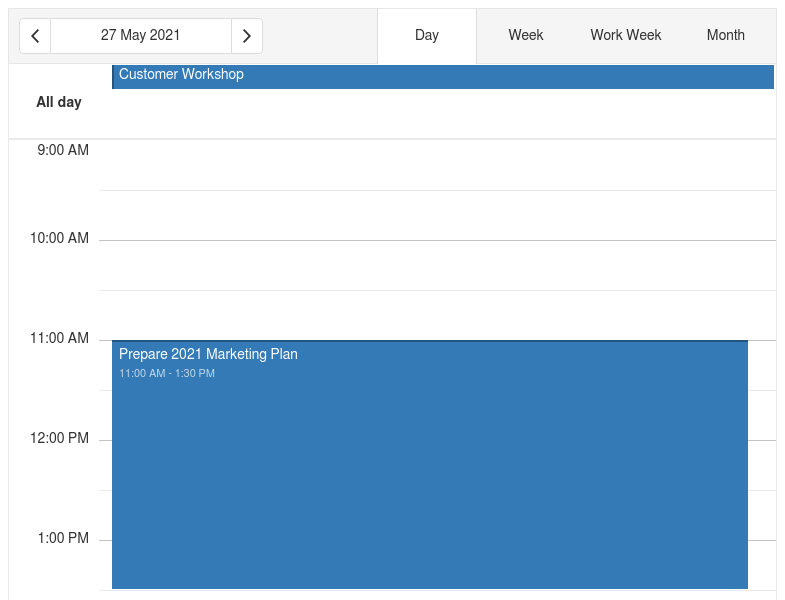 27 May 2021
Day
Week
Work Week
Month
Customer Workshop
All day
9:00 AM
10:00 AM
11:00 AM
Prepare 2021 Marketing Plan
11:00 AM - 1:30 PM
12:00 PM
1:00 PM